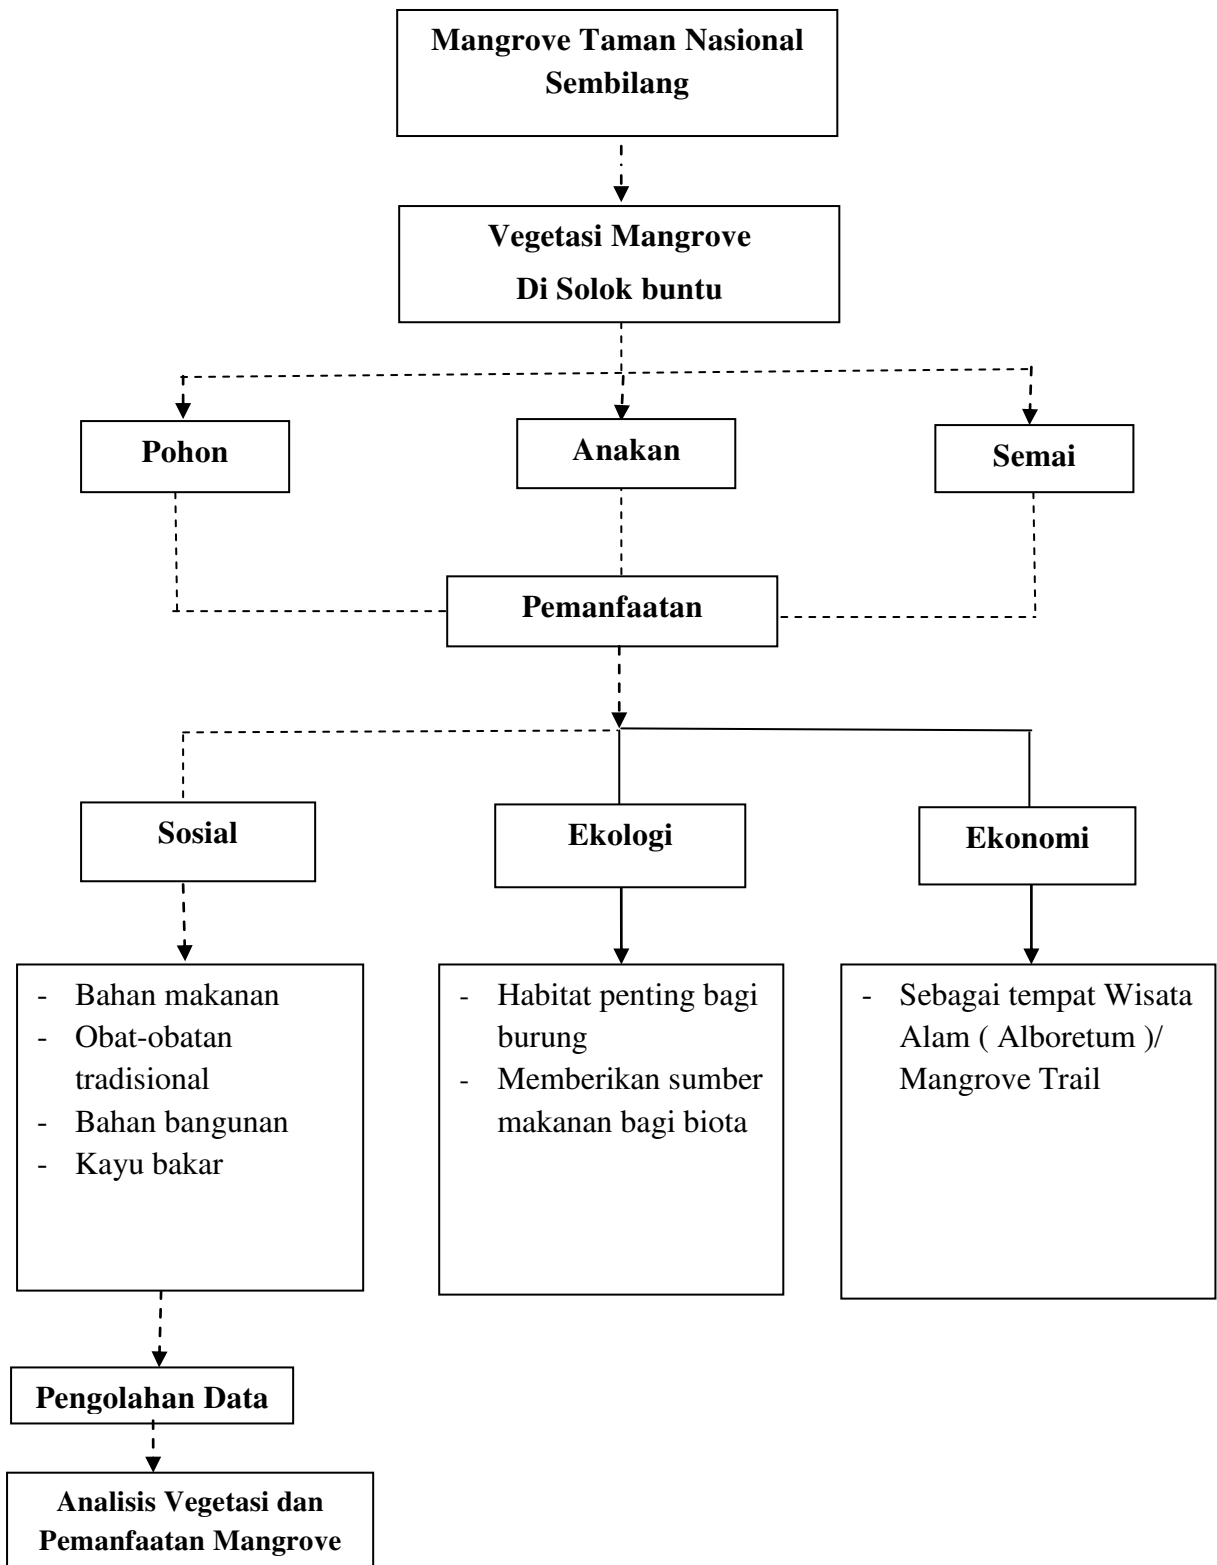 Mangrove Taman Nasional
Sembilang
Vegetasi Mangrove
Di Solok buntu
Pohon
Anakan
Semai
Pemanfaatan
Sosial
Ekologi
Ekonomi
- Bahan makanan
- Obat-obatan
tradisional
- Bahan bangunan
- Kayu bakar
- Habitat penting bagi
burung
- Memberikan sumber
makanan bagi biota
- Sebagai tempat Wisata
Alam ( Alboretum )/
Mangrove Trail
Pengolahan Data
Analisis Vegetasi dan
Pemanfaatan Mangrove